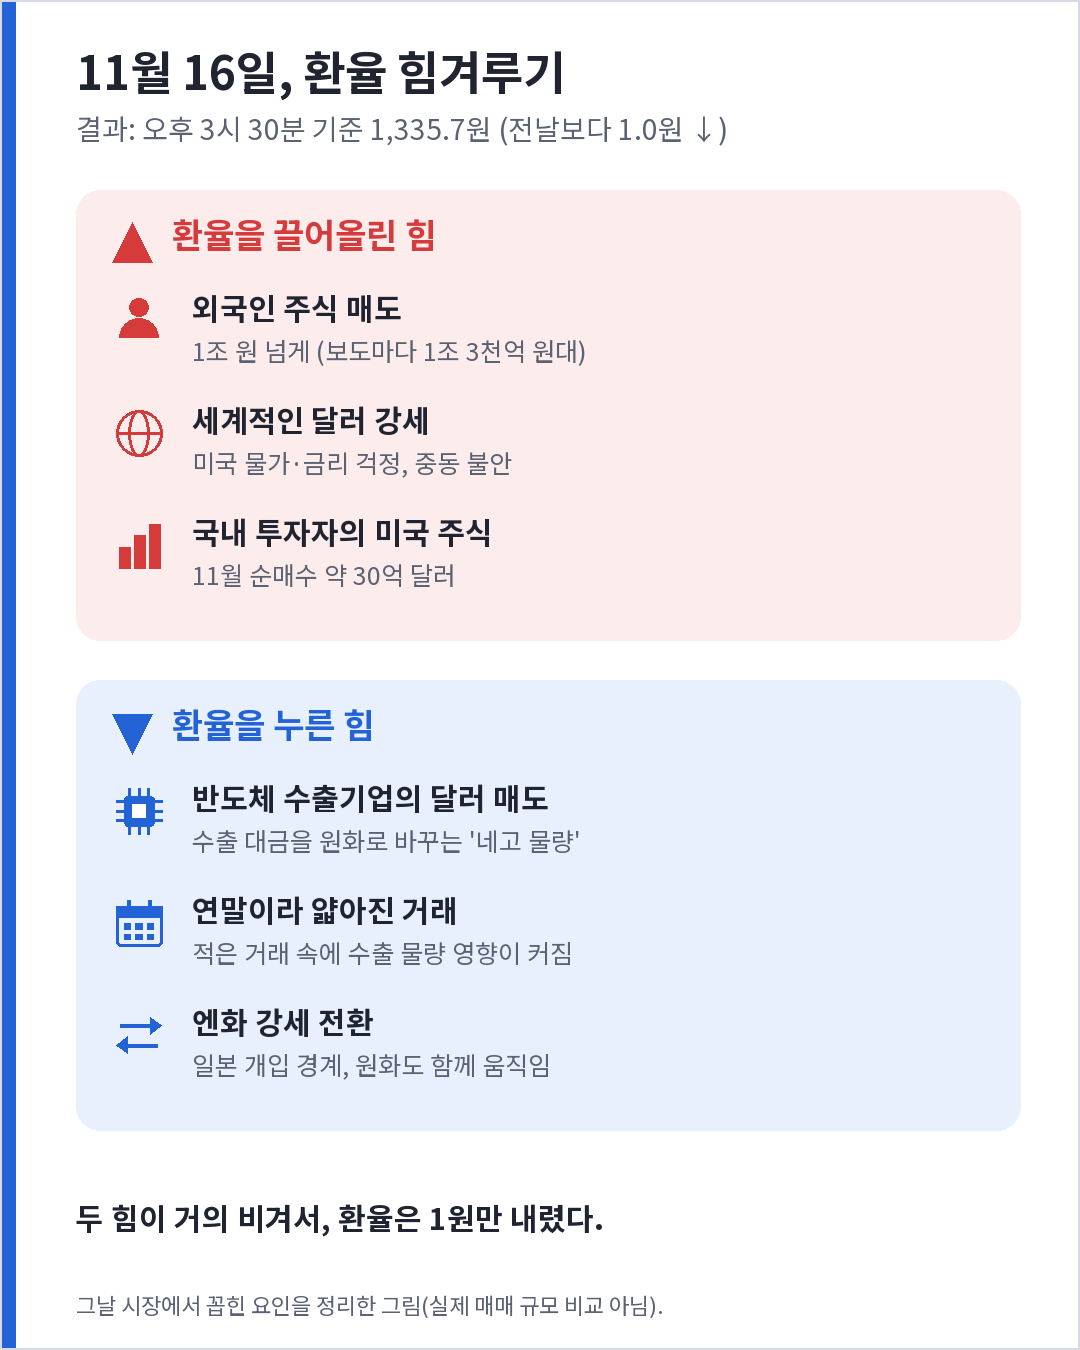 11월 16일, 환율 힘겨루기
결과: 오후 3시 30분 기준 1,335.7원 (전날보다 1.0원 ↓)
▲ 환율을 끌어올린 힘
외국인 주식 매도
1조 원 넘게 (보도마다 1조 3천억 원대)
세계적인 달러 강세
미국 물가·금리 걱정, 중동 불안
국내 투자자의 미국 주식
11월 순매수 약 30억 달러
▼ 환율을 누른 힘
반도체 수출기업의 달러 매도
수출 대금을 원화로 바꾸는 '네고 물량'
연말이라 얇아진 거래
적은 거래 속에 수출 물량 영향이 커짐
엔화 강세 전환
일본 개입 경계, 원화도 함께 움직임
두 힘이 거의 비겨서, 환율은 1원만 내렸다.
그날 시장에서 꼽힌 요인을 정리한 그림(실제 매매 규모 비교 아님).